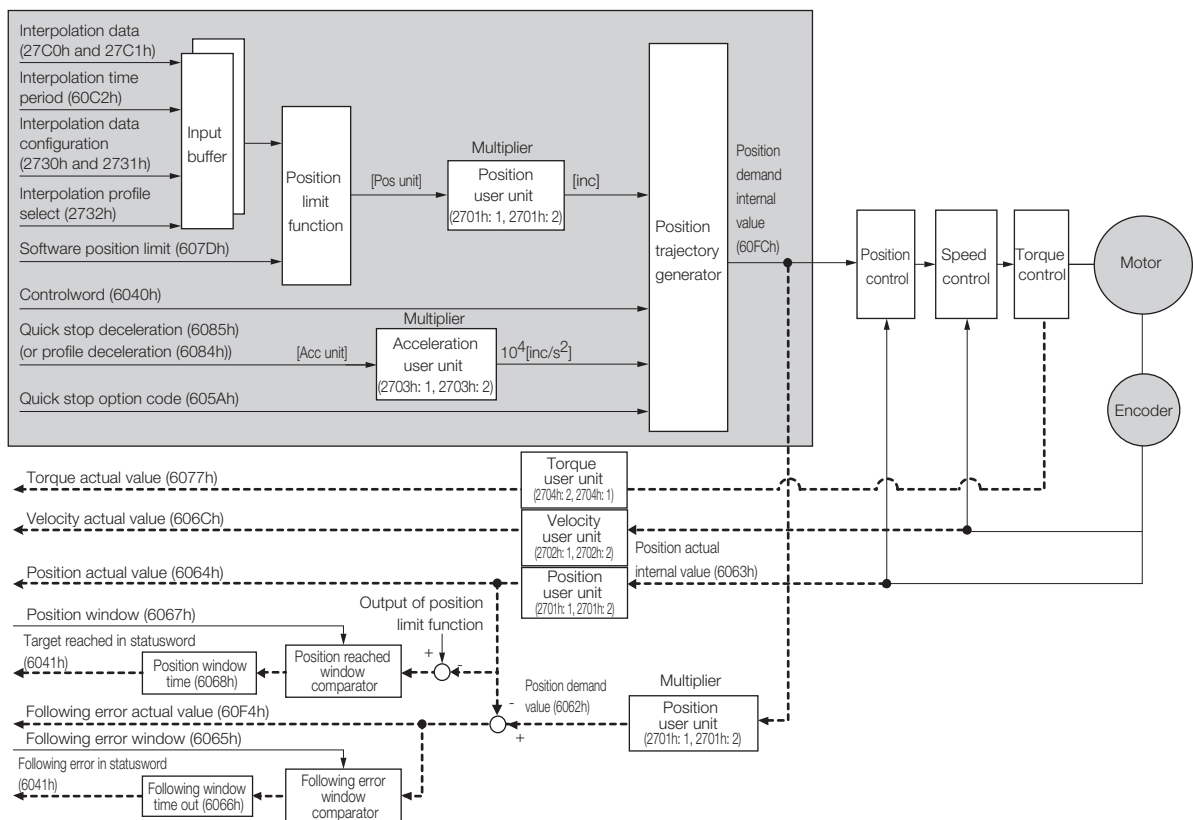 Interpolation data
(27C0h and 27C1h)
Interpolation time
period (60C2h)
Interpolation data
configuration
(2730h and 2731h)
Interpolation profile
select (2732h)
Input
buffer
Software position limit (607Dh)
Position
limit
function
[Pos unit]
Multiplier
Position
user unit
(2701h: 1, 2701h: 2)
[inc]
Controlword (6040h)
Quick stop deceleration (6085h)
(or profile deceleration (6084h))
[Acc unit]
Multiplier
Acceleration
user unit
(2703h: 1, 2703h: 2)
10⁴[inc/s²]
Quick stop option code (605Ah)
Position
trajectory
generator
Position
demand
internal
value
(60FCh)
Position
control
Speed
control
Torque
control
Motor
Encoder
Torque actual value (6077h)
Torque
user unit
(2704h: 2, 2704h: 1)
Velocity actual value (606Ch)
Velocity
user unit
(2702h: 1, 2702h: 2)
Position actual
internal value (6063h)
Position actual value (6064h)
Position
user unit
(2701h: 1, 2701h: 2)
Position window (6067h)
Output of position
limit function
+
-
Target reached in statusword
(6041h)
Position window
time (6068h)
Position reached
window
comparator
Following error actual value (60F4h)
-
+
Position demand
value (6062h)
Multiplier
Position
user unit
(2701h: 1, 2701h: 2)
Following error window (6065h)
Following error in statusword
(6041h)
Following window
time out (6066h)
Following error
window
comparator